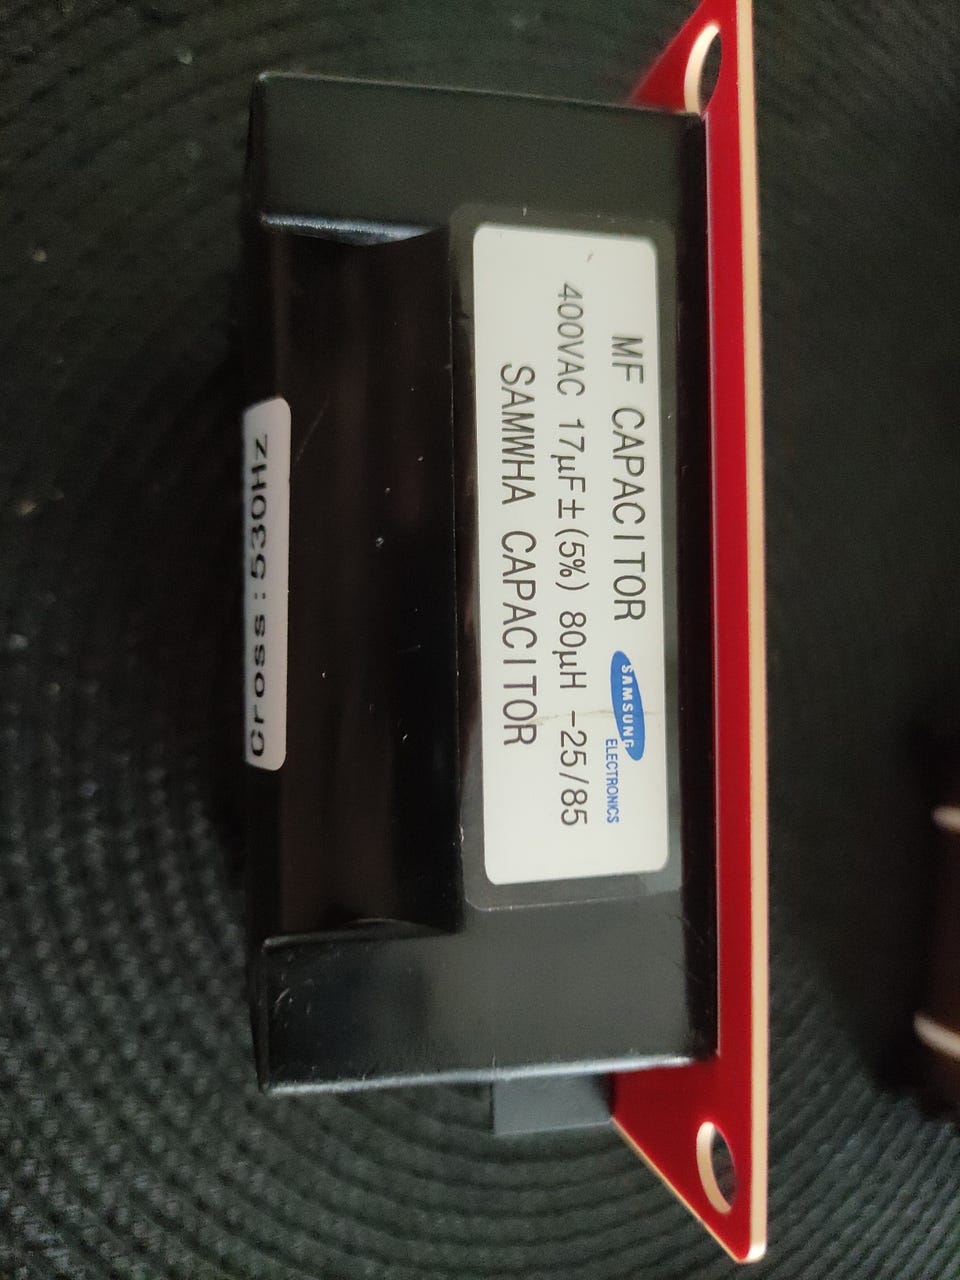 MF CAPACITOR SAMSUNG ELECTRONICS
400VAC 17μF±(5%) 80μH -25/85
SAMWHA CAPACITOR
Cross: 530HZ